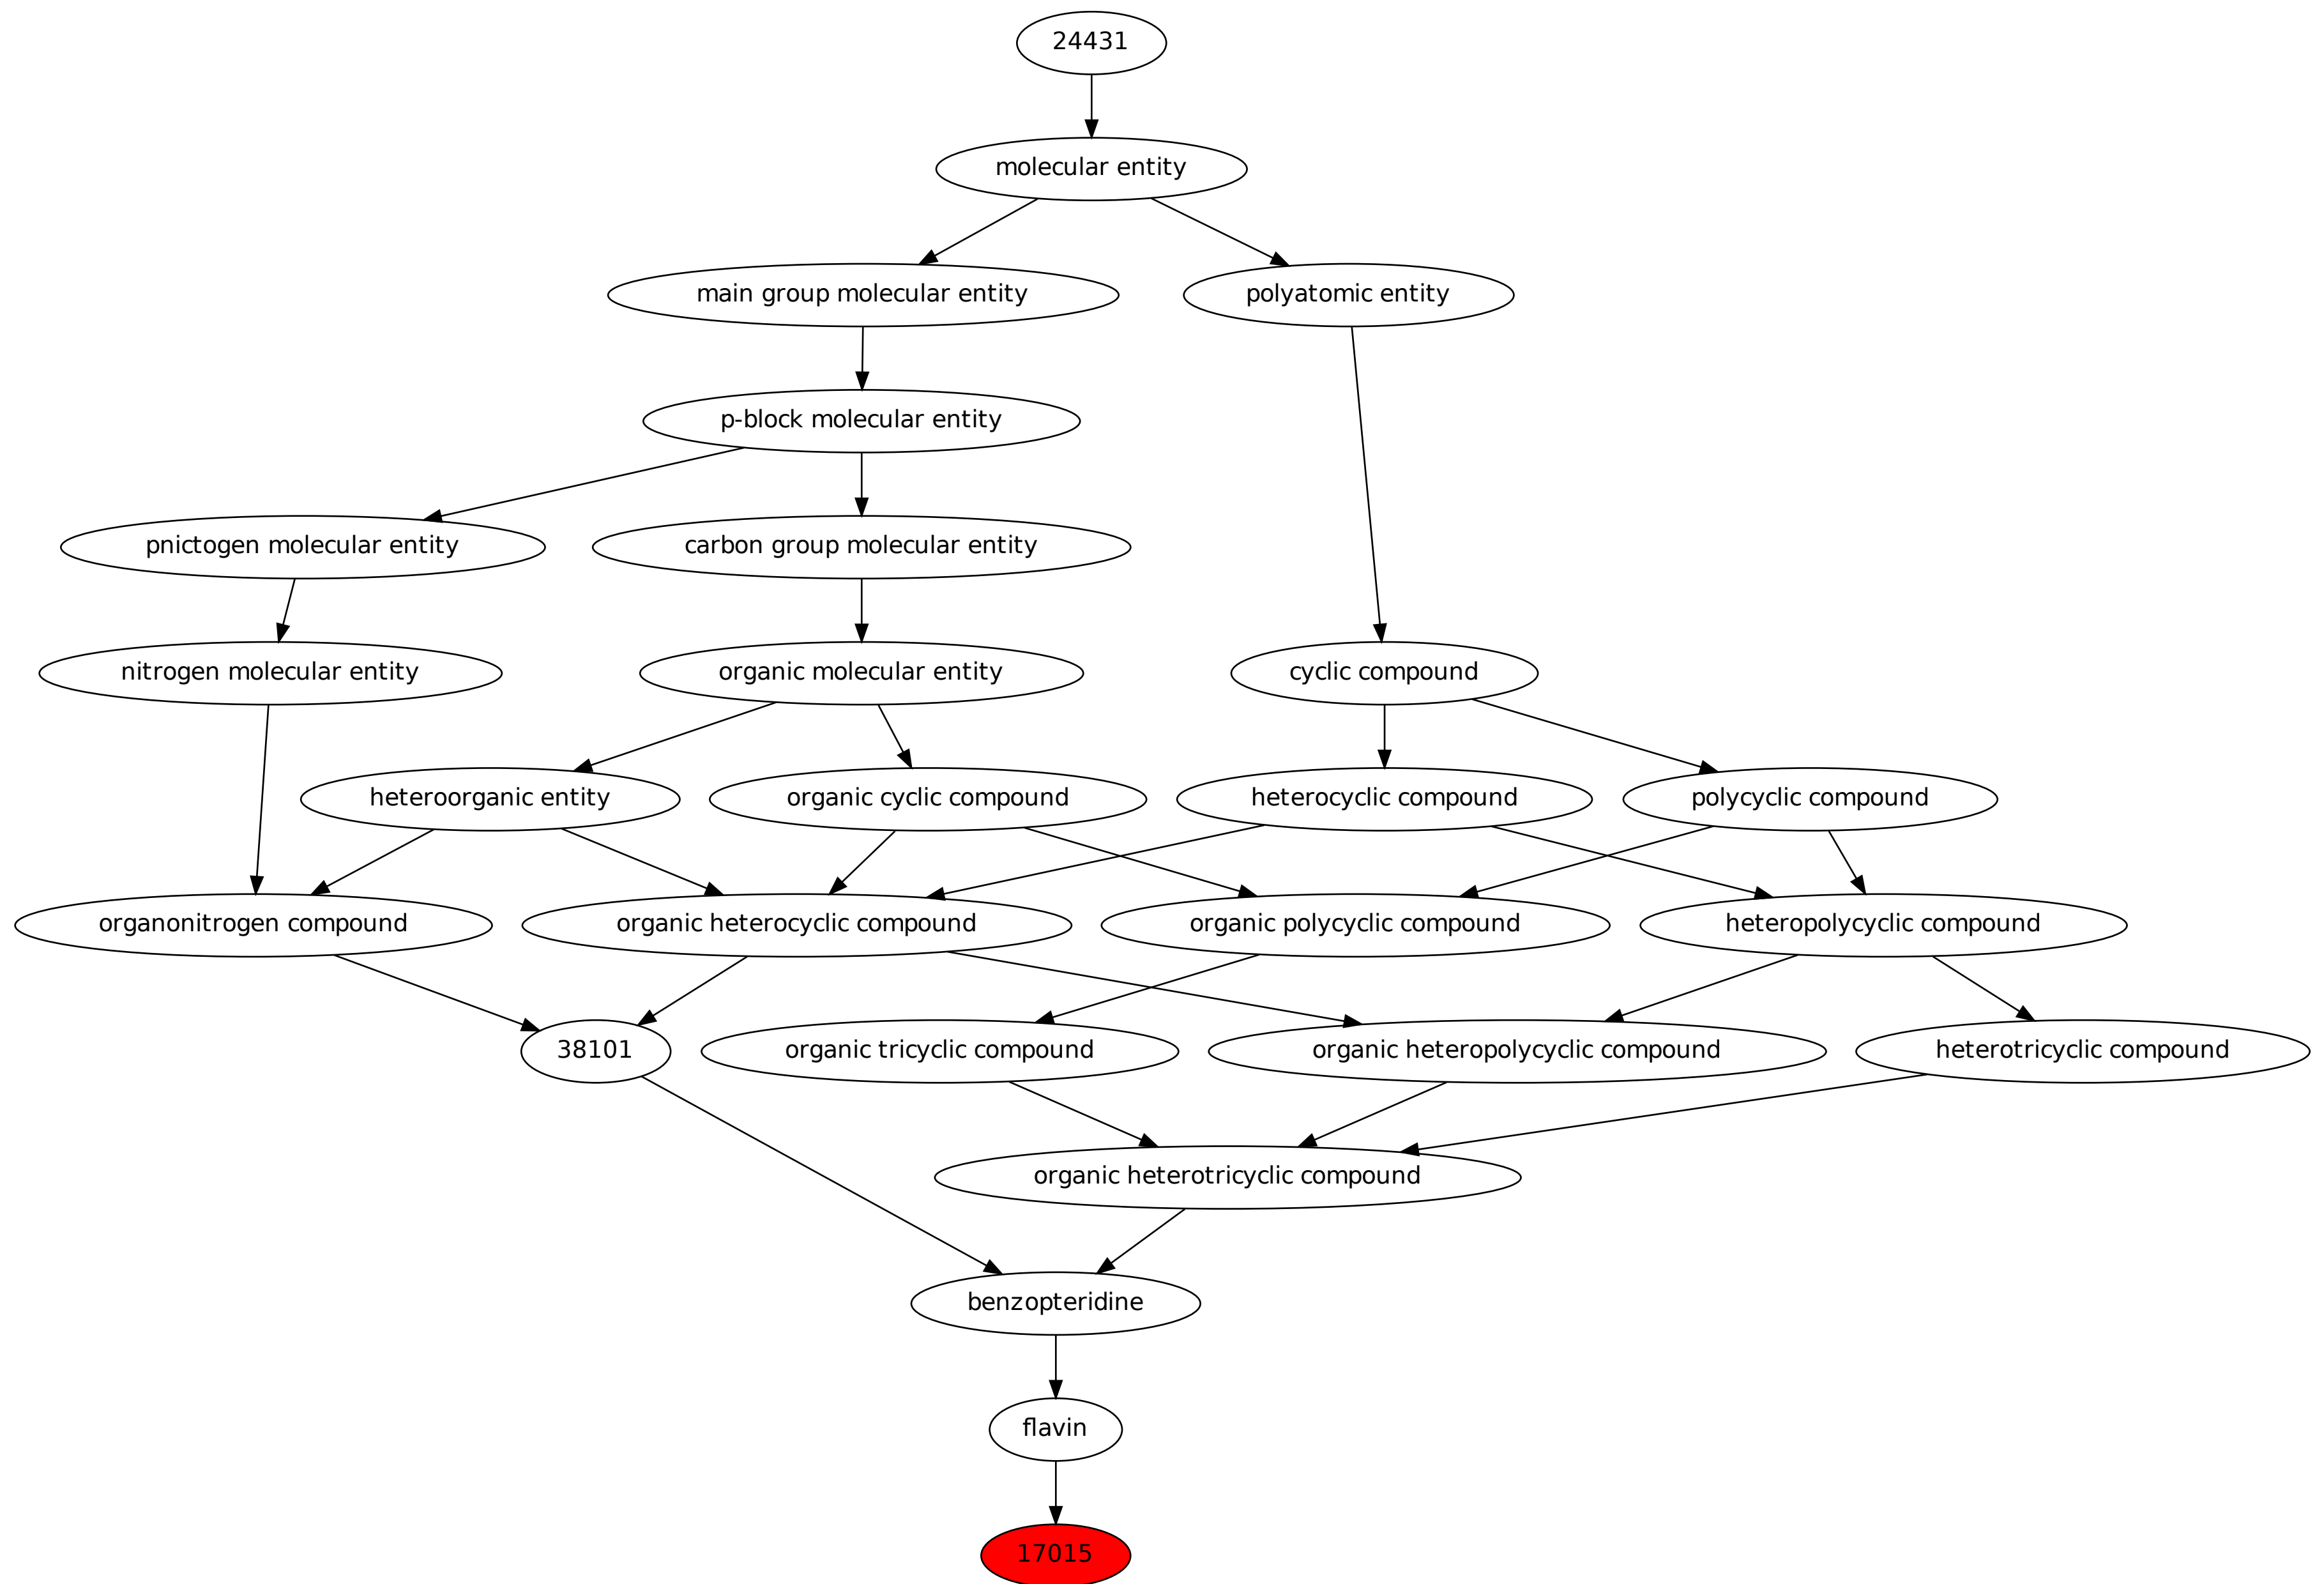 24431
molecular entity
main group molecular entity
polyatomic entity
p-block molecular entity
pnictogen molecular entity
carbon group molecular entity
nitrogen molecular entity
organic molecular entity
cyclic compound
heteroorganic entity
organic cyclic compound
heterocyclic compound
polycyclic compound
organonitrogen compound
organic heterocyclic compound
organic polycyclic compound
heteropolycyclic compound
38101
organic tricyclic compound
organic heteropolycyclic compound
heterotricyclic compound
organic heterotricyclic compound
benzopteridine
flavin
17015